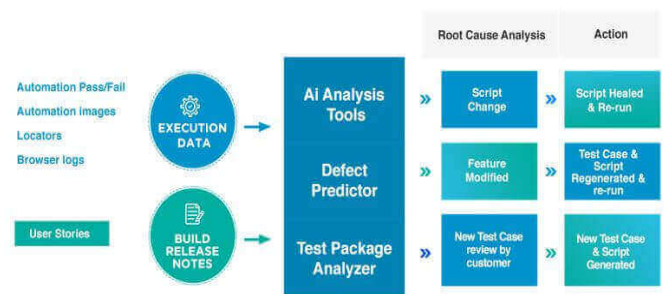 Root Cause Analysis
Action
Automation Pass/Fail
Automation images
Locators
Browser logs
EXECUTION
DATA
User Stories
BUILD
RELEASE
NOTES
Ai Analysis
Tools
Defect
Predictor
Test Package
Analyzer
Script
Change
Script Healed
& Re-run
Feature
Modified
Test Case &
Script
Regenerated &
re-run
New Test Case
review by
customer
New Test Case
& Script
Generated